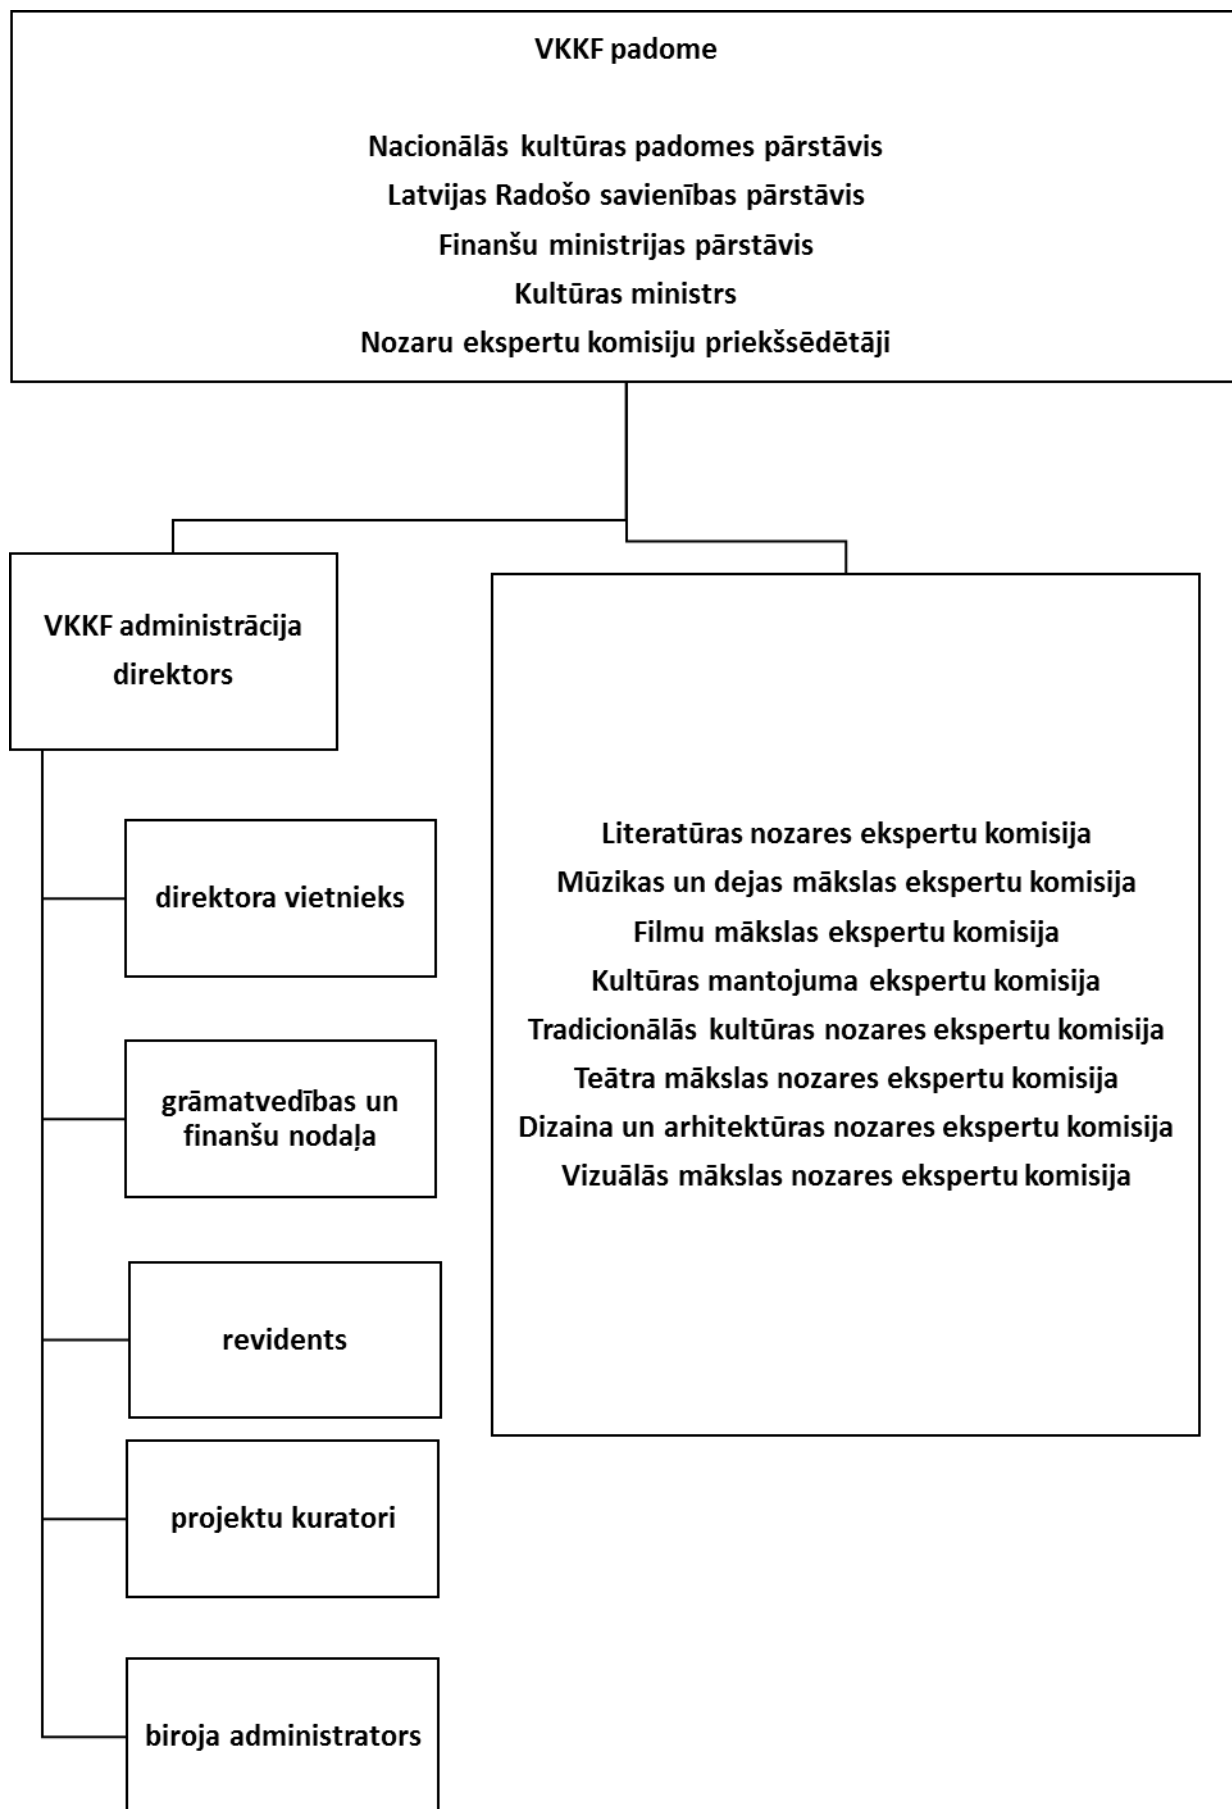 VKKF padome
Nacionālās kultūras padomes pārstāvis
Latvijas Radošo savienības pārstāvis
Finanšu ministrijas pārstāvis
Kultūras ministrs
Nozaru ekspertu komisiju priekšsēdētāji
VKKF administrācija
direktors
direktora vietnieks
grāmatvedības un
finanšu nodaļa
revidents
projektu kuratori
biroja administrators
Literatūras nozares ekspertu komisija
Mūzikas un dejas mākslas ekspertu komisija
Filmu mākslas ekspertu komisija
Kultūras mantojuma ekspertu komisija
Tradicionālās kultūras nozares ekspertu komisija
Teātra mākslas nozares ekspertu komisija
Dizaina un arhitektūras nozares ekspertu komisija
Vizuālās mākslas nozares ekspertu komisija